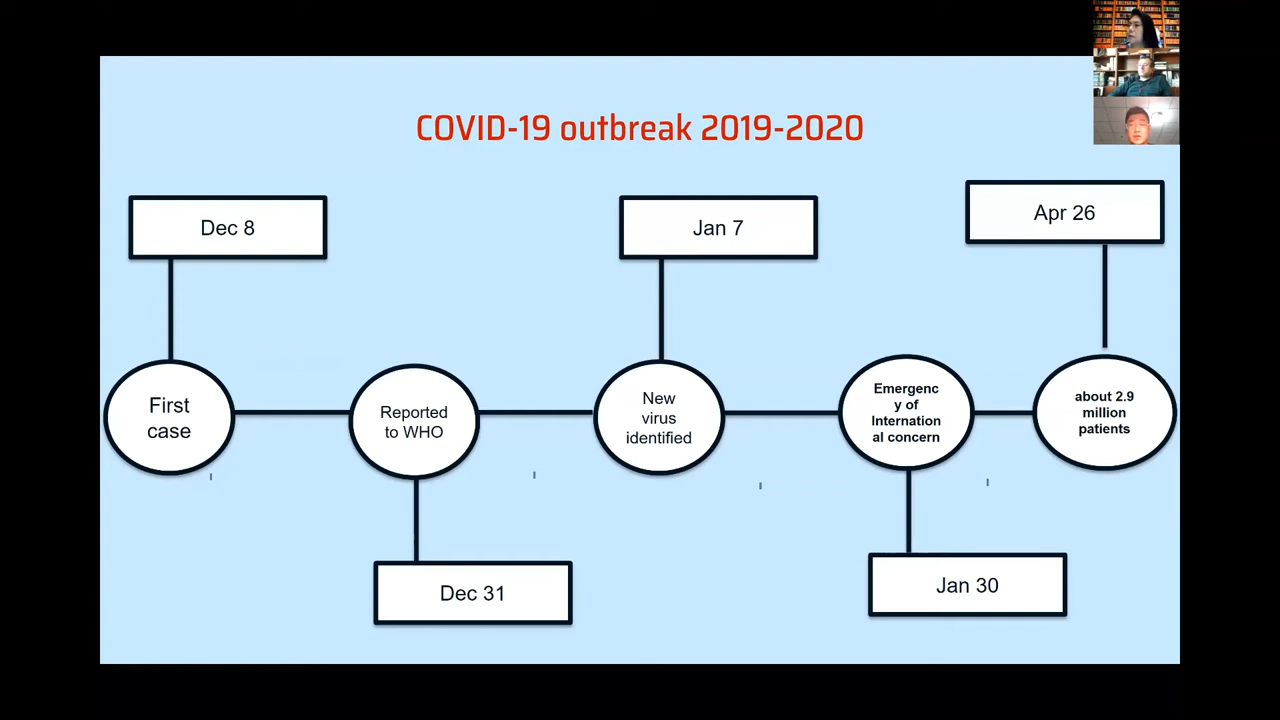 COVID-19 outbreak 2019-2020
Dec 8
Jan 7
Apr 26
First
case
Reported
to WHO
New
virus
identified
Emergenc
y of
Internation
al concern
about 2.9
million
patients
Dec 31
Jan 30